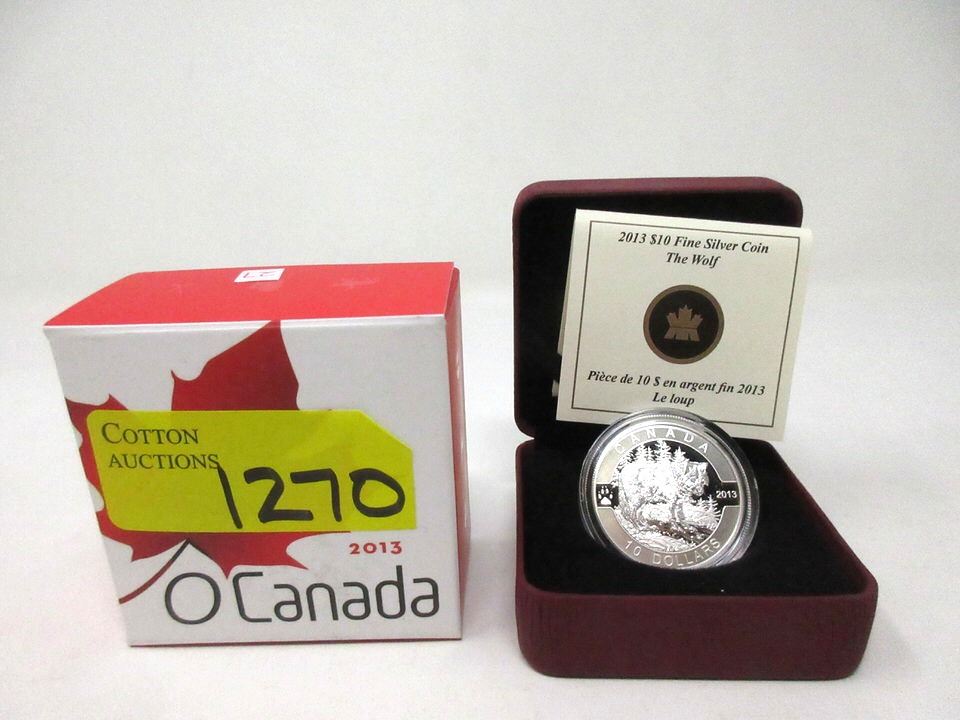 27
COTTON
AUCTIONS
1270
2013
O Canada
2013 $10 Fine Silver Coin
The Wolf
Pièce de 10 $ en argent fin 2013
Le loup
CANADA
2013
10 DOLLARS